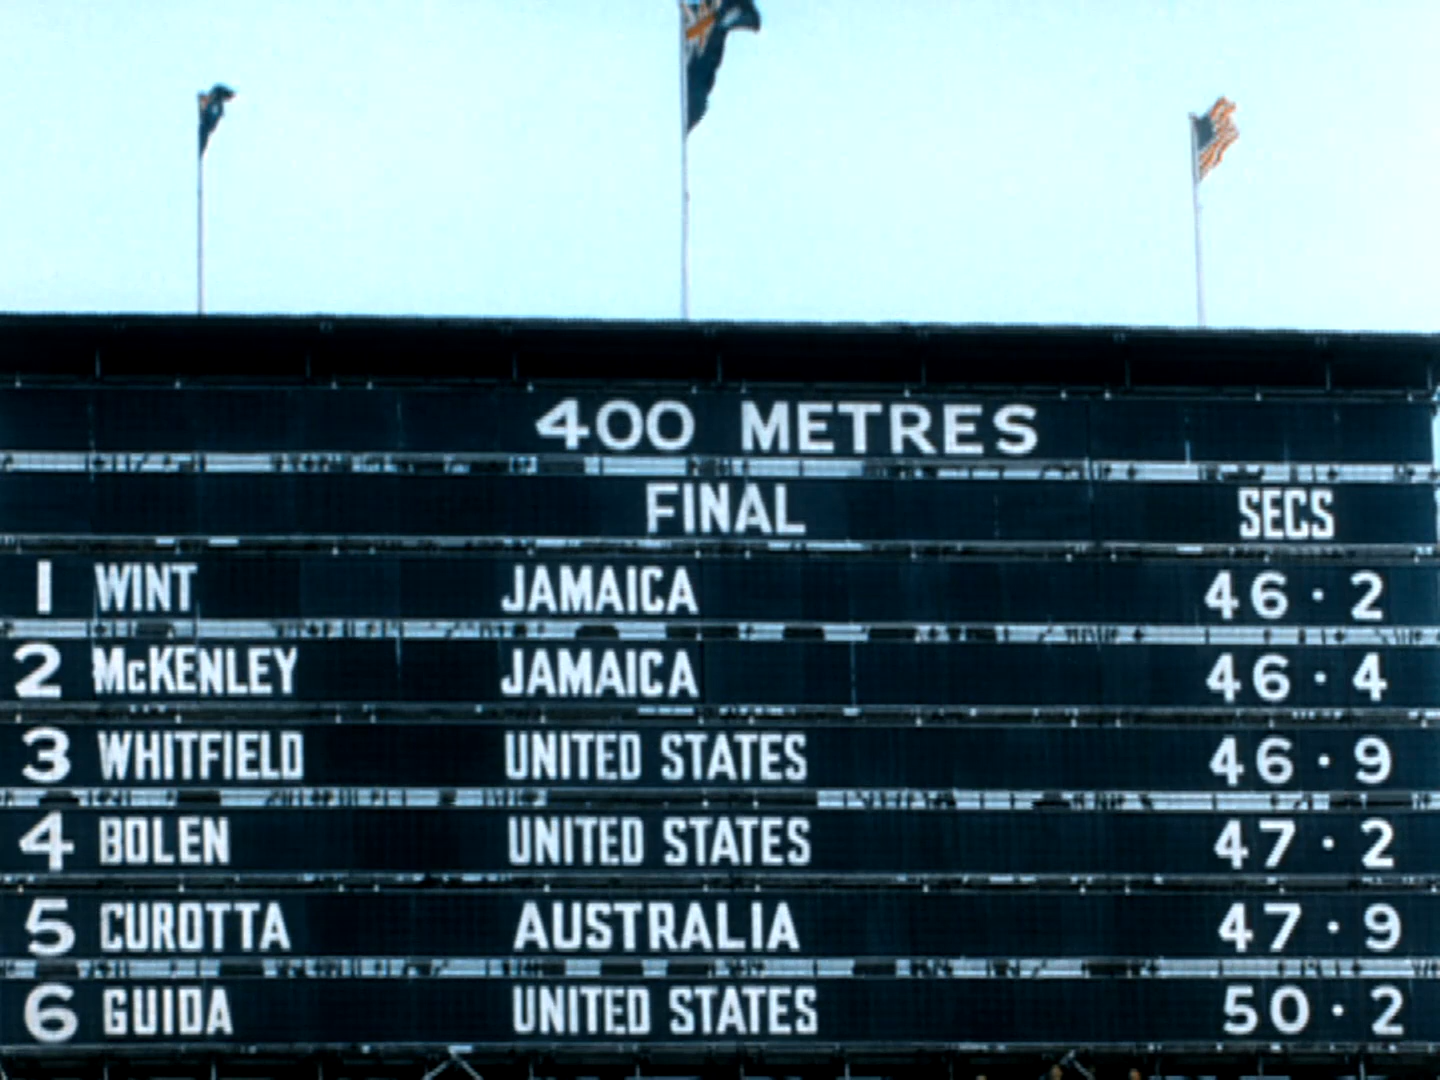 400 METRES
FINAL SECS
1 WINT JAMAICA 46·2
2 McKENLEY JAMAICA 46·4
3 WHITFIELD UNITED STATES 46·9
4 BOLEN UNITED STATES 47·2
5 CUROTTA AUSTRALIA 47·9
6 GUIDA UNITED STATES 50·2